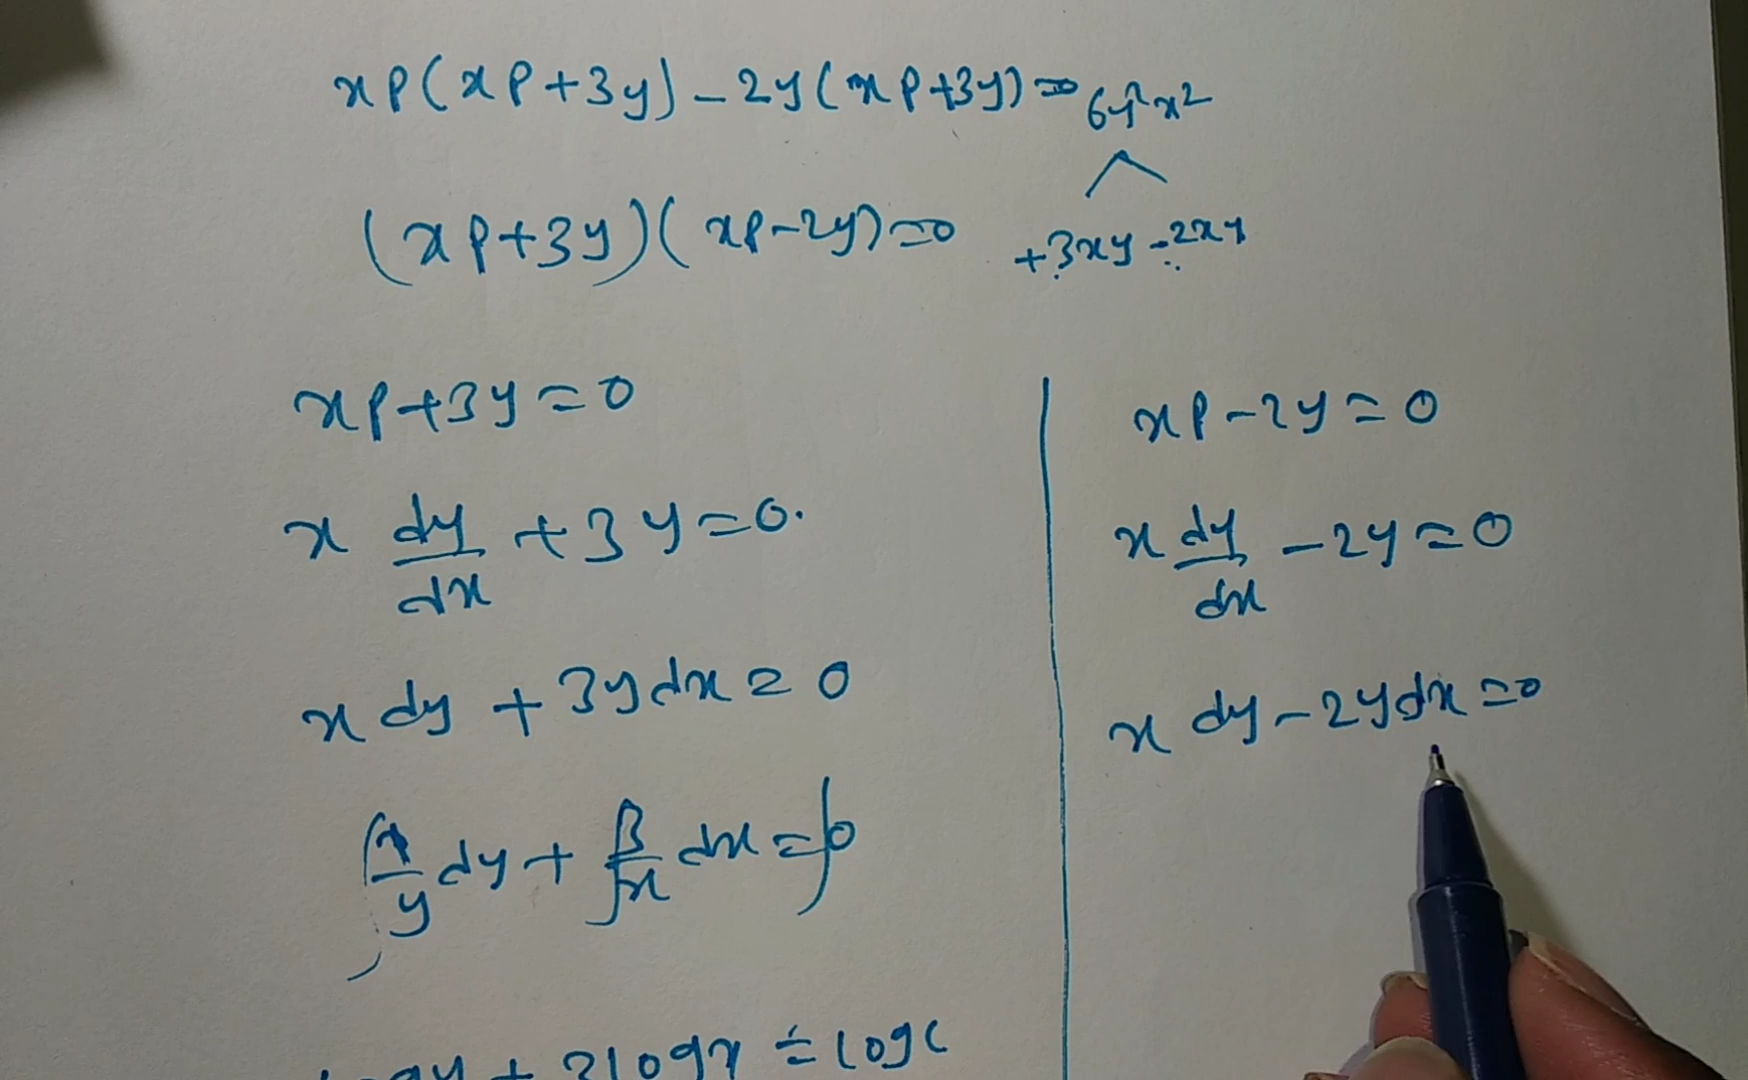 xp(xp+3y)-2y(xp+3y)=0
6y²x²
+3xy -2xy
(xp+3y)(xp-2y)=0
xp+3y=0
x dy/dx +3y=0.
x dy + 3y dx = 0
∫1/y dy + ∫3/x dx = ∫0
log y + 3 log x = log c
xp-2y=0
x dy/dx -2y=0
x dy-2y dx=0